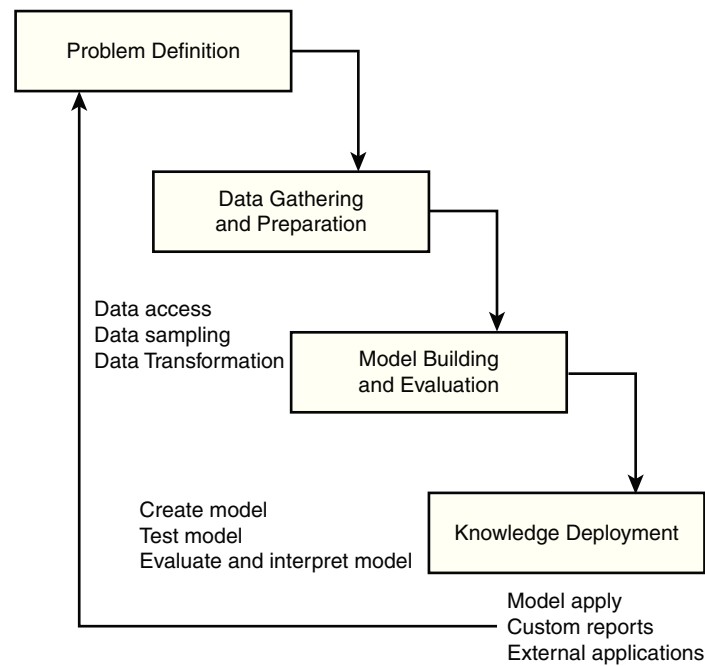 Problem Definition
Data Gathering
and Preparation
Data access
Data sampling
Data Transformation
Model Building
and Evaluation
Create model
Test model
Evaluate and interpret model
Knowledge Deployment
Model apply
Custom reports
External applications